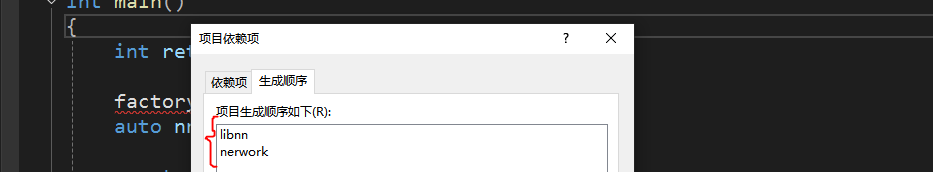 int main()
{
int ret
项目依赖项
? ×
依赖项 生成顺序
factory
项目生成顺序如下(R):
auto nn
libnn
nerwork